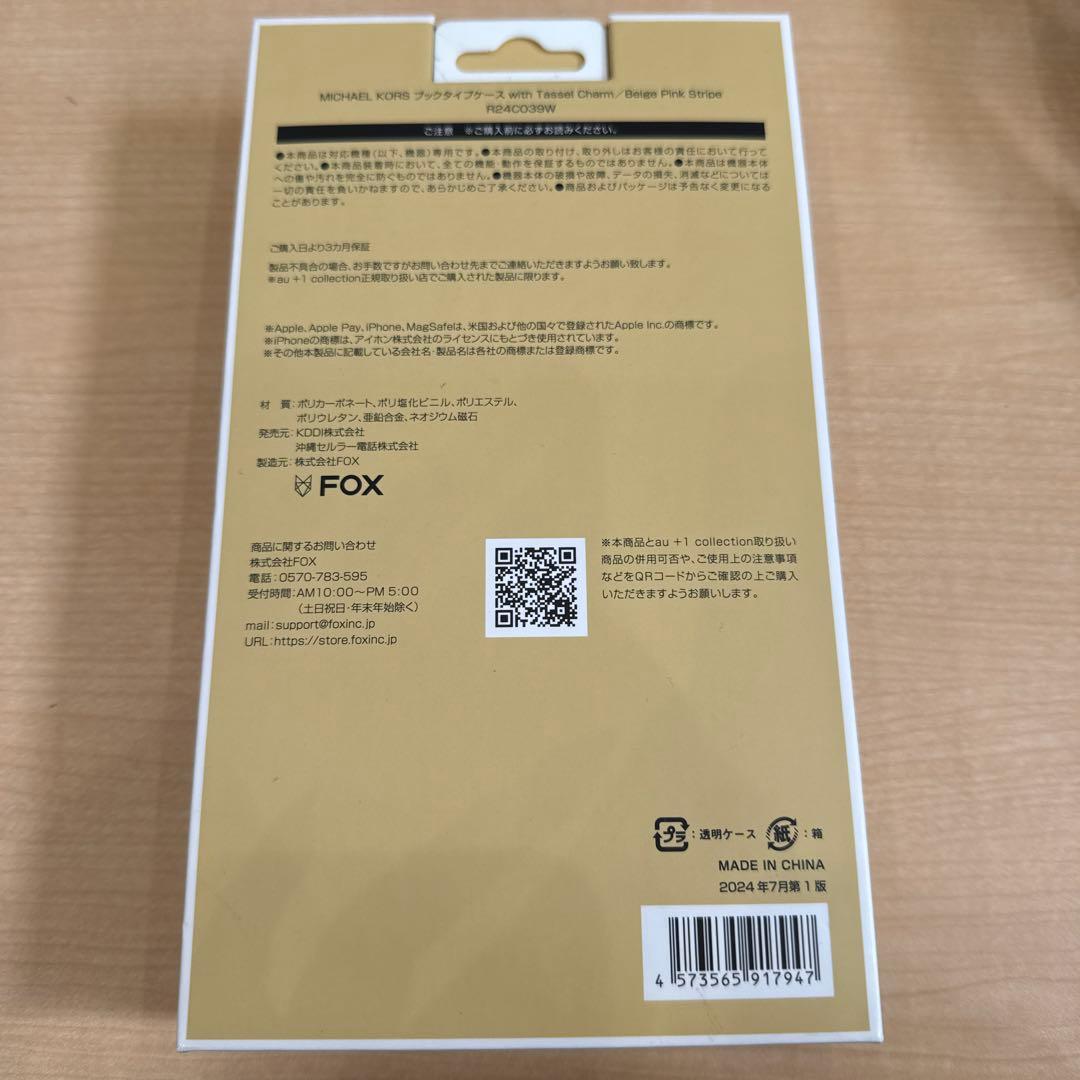 MICHAEL KORS ブックタイプケース with Tassel Charm／Beige Pink Stripe
R24C039W
ご注意 ※ご購入前に必ずお読みください。
●本商品は対応機種(以下、機器)専用です。●本商品の取り付け、取り外しはお客様の責任において行って
ください。●本商品装着時において、全ての機能・動作を保証するものではありません。●本商品は機器本体
への傷や汚れを完全に防ぐものではありません。●機器本体の破損や故障、データの損失、消滅などについては
一切の責任を負いかねますので、あらかじめご了承ください。●商品およびパッケージは予告なく変更になる
ことがあります。
ご購入日より3カ月保証
製品不具合の場合、お手数ですがお問い合わせ先までご連絡いただきますようお願い致します。
※au +1 collection正規取り扱い店でご購入された製品に限ります。
※Apple、Apple Pay、iPhone、MagSafeは、米国および他の国々で登録されたApple Inc.の商標です。
※iPhoneの商標は、アイホン株式会社のライセンスにもとづき使用されています。
※その他本製品に記載している会社名・製品名は各社の商標または登録商標です。
材 質：ポリカーボネート、ポリ塩化ビニル、ポリエステル、
ポリウレタン、亜鉛合金、ネオジウム磁石
発売元：KDDI株式会社
沖縄セルラー電話株式会社
製造元：株式会社FOX
FOX
商品に関するお問い合わせ
株式会社FOX
電話：0570-783-595
受付時間：AM10:00～PM 5:00
（土日祝日・年末年始除く）
mail：support@foxinc.jp
URL：https://store.foxinc.jp
※本商品とau +1 collection取り扱い
商品の併用可否や、ご使用上の注意事項
などをQRコードからご確認の上ご購入
いただきますようお願いします。
プラ：透明ケース 紙：箱
MADE IN CHINA
2024年7月第1版
4 573565 917947